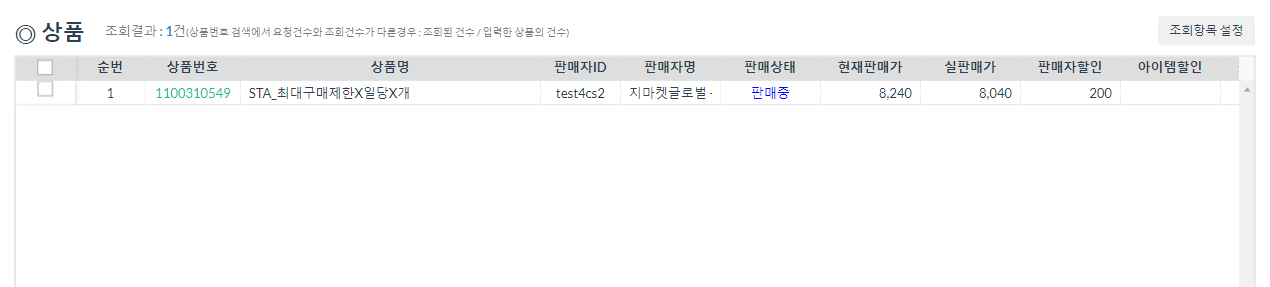 ◎ 상품 조회결과 : 1건(상품번호 검색에서 요청건수와 조회건수가 다른경우 : 조회된 건수 / 입력한 상품의 건수) 조회항목 설정
순번 상품번호 상품명 판매자ID 판매자명 판매상태 현재판매가 실판매가 판매자할인 아이템할인
1 1100310549 STA_최대구매제한X일당X개 test4cs2 지마켓글로벌 판매중 8,240 8,040 200